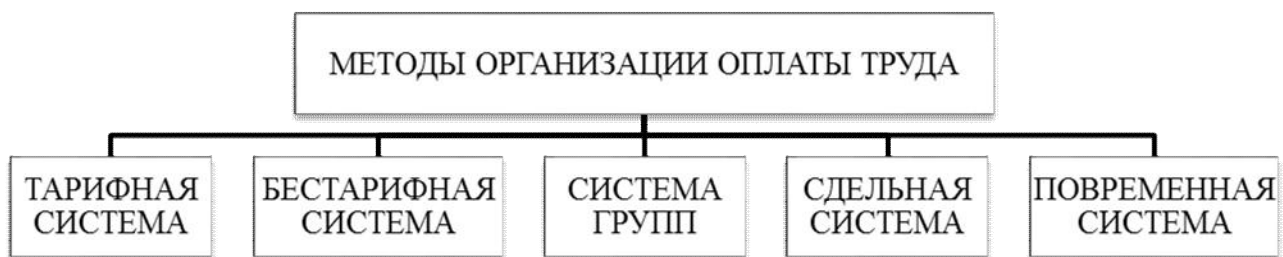 МЕТОДЫ ОРГАНИЗАЦИИ ОПЛАТЫ ТРУДА
ТАРИФНАЯ
СИСТЕМА
БЕСТАРИФНАЯ
СИСТЕМА
СИСТЕМА
ГРУПП
СДЕЛЬНАЯ
СИСТЕМА
ПОВРЕМЕННАЯ
СИСТЕМА